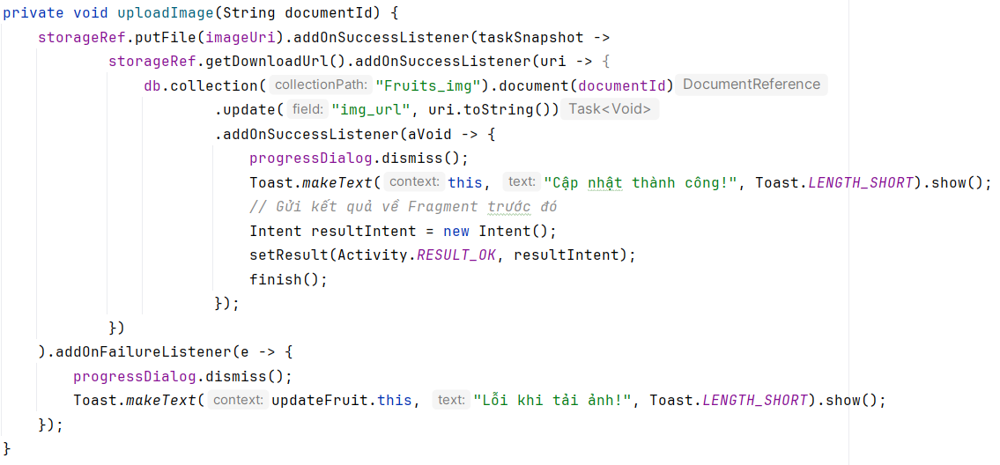 private void uploadImage(String documentId) {
    storageRef.putFile(imageUri).addOnSuccessListener(taskSnapshot ->
            storageRef.getDownloadUrl().addOnSuccessListener(uri -> {
                db.collection( collectionPath: "Fruits_img").document(documentId) DocumentReference
                        .update( field: "img_url", uri.toString()) Task<Void>
                        .addOnSuccessListener(aVoid -> {
                            progressDialog.dismiss();
                            Toast.makeText( context: this, text: "Cập nhật thành công!", Toast.LENGTH_SHORT).show();
                            // Gửi kết quả về Fragment trước đó
                            Intent resultIntent = new Intent();
                            setResult(Activity.RESULT_OK, resultIntent);
                            finish();
                        });
            })
    ).addOnFailureListener(e -> {
        progressDialog.dismiss();
        Toast.makeText( context: updateFruit.this, text: "Lỗi khi tải ảnh!", Toast.LENGTH_SHORT).show();
    });
}